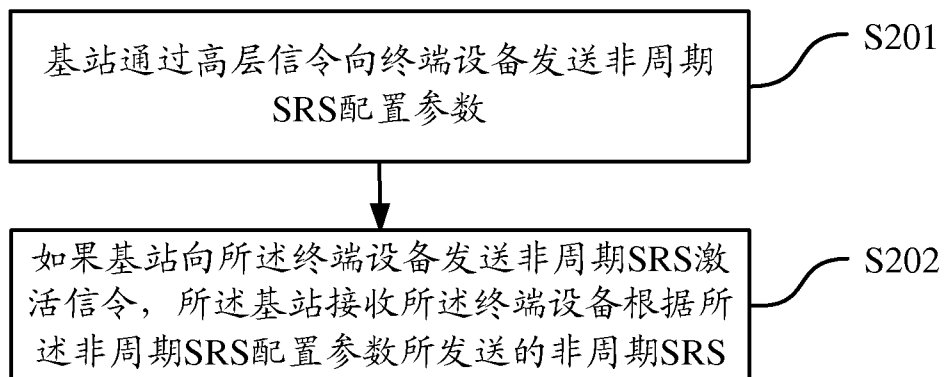 基站通过高层信令向终端设备发送非周期
SRS配置参数
S201
如果基站向所述终端设备发送非周期SRS激
活信令，所述基站接收所述终端设备根据所
述非周期SRS配置参数所发送的非周期SRS
S202